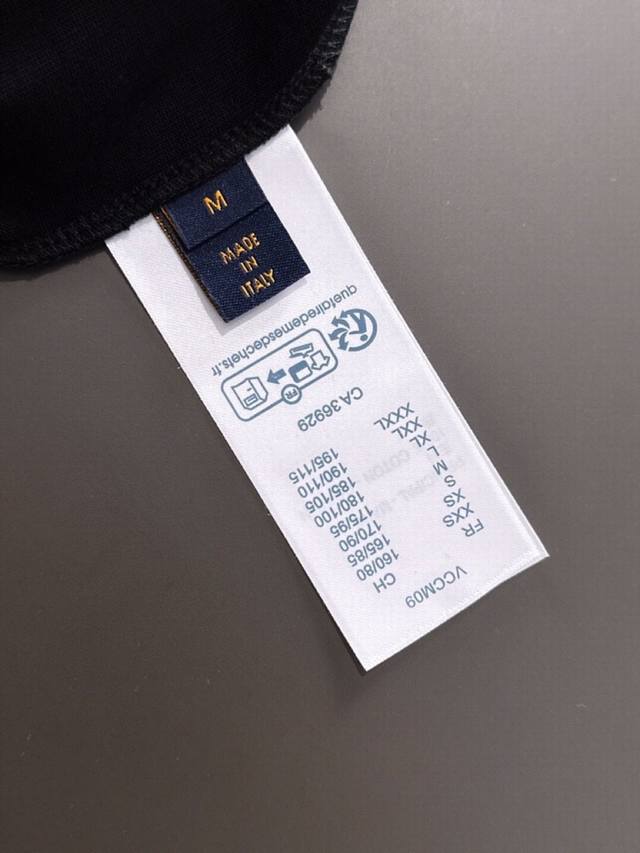 M
MADE
IN
ITALY
VCCM09
FR CH
XXS 160/80
XS 165/85
S 170/90
M 175/95
L 180/100
XL 185/105
XXL 190/110
XXXL 195/115
CA 36929
FR
quefairedemesdechets.fr